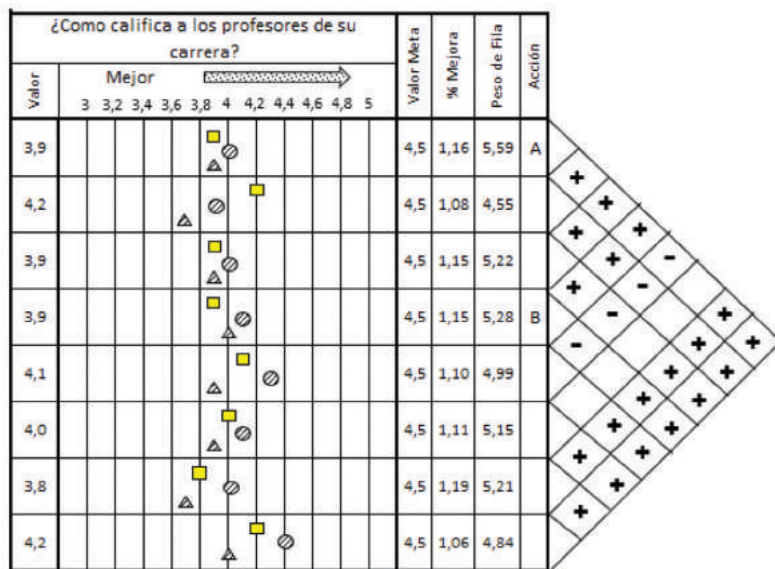 ¿Como califica a los profesores de su
carrera?
Valor
Mejor
3 3,2 3,4 3,6 3,8 4 4,2 4,4 4,6 4,8 5
Valor Meta
% Mejora
Peso de Fila
Acción
3,9 4,5 1,16 5,59 A
4,2 4,5 1,08 4,55
3,9 4,5 1,15 5,22
3,9 4,5 1,15 5,28 B
4,1 4,5 1,10 4,99
4,0 4,5 1,11 5,15
3,8 4,5 1,19 5,21
4,2 4,5 1,06 4,84